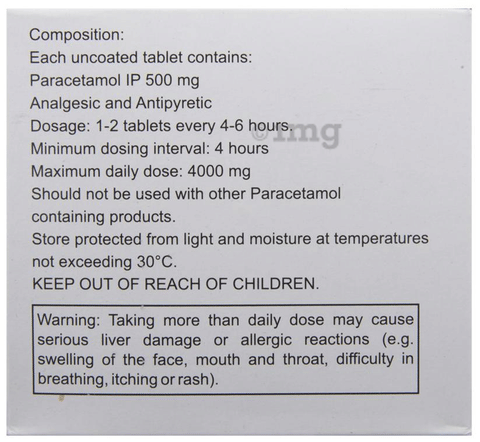 Composition:
Each uncoated tablet contains:
Paracetamol IP 500 mg
Analgesic and Antipyretic
Dosage: 1-2 tablets every 4-6 hours.
Minimum dosing interval: 4 hours
Maximum daily dose: 4000 mg
Should not be used with other Paracetamol
containing products.
Store protected from light and moisture at temperatures
not exceeding 30°C.
KEEP OUT OF REACH OF CHILDREN.
Warning: Taking more than daily dose may cause
serious liver damage or allergic reactions (e.g.
swelling of the face, mouth and throat, difficulty in
breathing, itching or rash).
©1mg